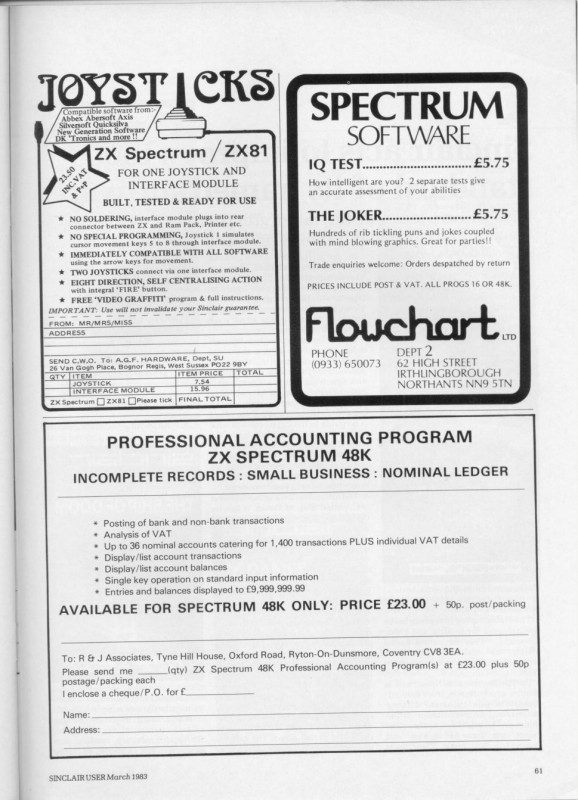 JOYSTICKS
Compatible software from:-
Abbex Abersoft Axis
Silversoft Quicksilva
New Generation Software
DK 'Tronics and more !!
23.50
INC VAT
& P+P
ZX Spectrum / ZX81
FOR ONE JOYSTICK AND
INTERFACE MODULE
BUILT, TESTED & READY FOR USE
★ NO SOLDERING, interface module plugs into rear
connector between ZX and Ram Pack, Printer etc.
★ NO SPECIAL PROGRAMMING, Joystick 1 simulates
cursor movement keys 5 to 8 through interface module.
★ IMMEDIATELY COMPATIBLE WITH ALL SOFTWARE
using the arrow keys for movement.
★ TWO JOYSTICKS connect via one interface module.
★ EIGHT DIRECTION, SELF CENTRALISING ACTION
with integral 'FIRE' button.
★ FREE 'VIDEO GRAFFITI' program & full instructions.
IMPORTANT: Use will not invalidate your Sinclair guarantee.
FROM: MR/MRS/MISS
ADDRESS
SEND C.W.O. To: A.G.F. HARDWARE, Dept, SU
26 Van Gogh Place, Bognor Regis, West Sussex PO22 9BY
QTY ITEM ITEM PRICE TOTAL
JOYSTICK 7.54
INTERFACE MODULE 15.96
ZX Spectrum ☐ ZX81 ☐ Please tick FINAL TOTAL
SPECTRUM
SOFTWARE
IQ TEST..............................£5.75
How intelligent are you? 2 separate tests give
an accurate assessment of your abilities
THE JOKER........................£5.75
Hundreds of rib tickling puns and jokes coupled
with mind blowing graphics. Great for parties!!
Trade enquiries welcome: Orders despatched by return
PRICES INCLUDE POST & VAT. ALL PROGS 16 OR 48K.
Flowchart LTD
PHONE
(0933) 650073
DEPT 2
62 HIGH STREET
IRTHLINGBOROUGH
NORTHANTS NN9 5TN
PROFESSIONAL ACCOUNTING PROGRAM
ZX SPECTRUM 48K
INCOMPLETE RECORDS : SMALL BUSINESS : NOMINAL LEDGER
* Posting of bank and non-bank transactions
* Analysis of VAT
* Up to 36 nominal accounts catering for 1,400 transactions PLUS individual VAT details
* Display/list account transactions
* Display/list account balances
* Single key operation on standard input information
* Entries and balances displayed to £9,999,999.99
AVAILABLE FOR SPECTRUM 48K ONLY: PRICE £23.00 + 50p. post/packing
To: R & J Associates, Tyne Hill House, Oxford Road, Ryton-On-Dunsmore, Coventry CV8 3EA.
Please send me _____(qty) ZX Spectrum 48K Professional Accounting Program(s) at £23.00 plus 50p
postage/packing each
I enclose a cheque/P.O. for £__________
Name:
Address:
SINCLAIR USER March 1983
61